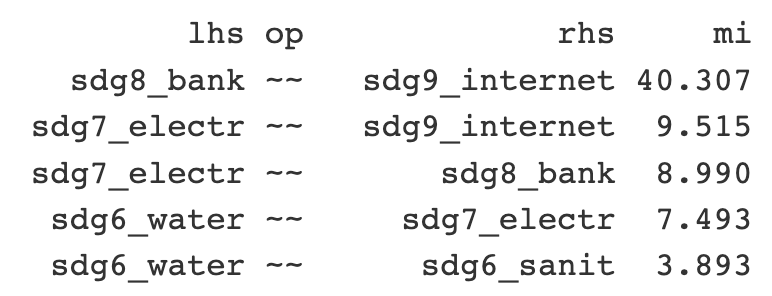 lhs op rhs mi
sdg8_bank ~~ sdg9_internet 40.307
sdg7_electr ~~ sdg9_internet 9.515
sdg7_electr ~~ sdg8_bank 8.990
sdg6_water ~~ sdg7_electr 7.493
sdg6_water ~~ sdg6_sanit 3.893